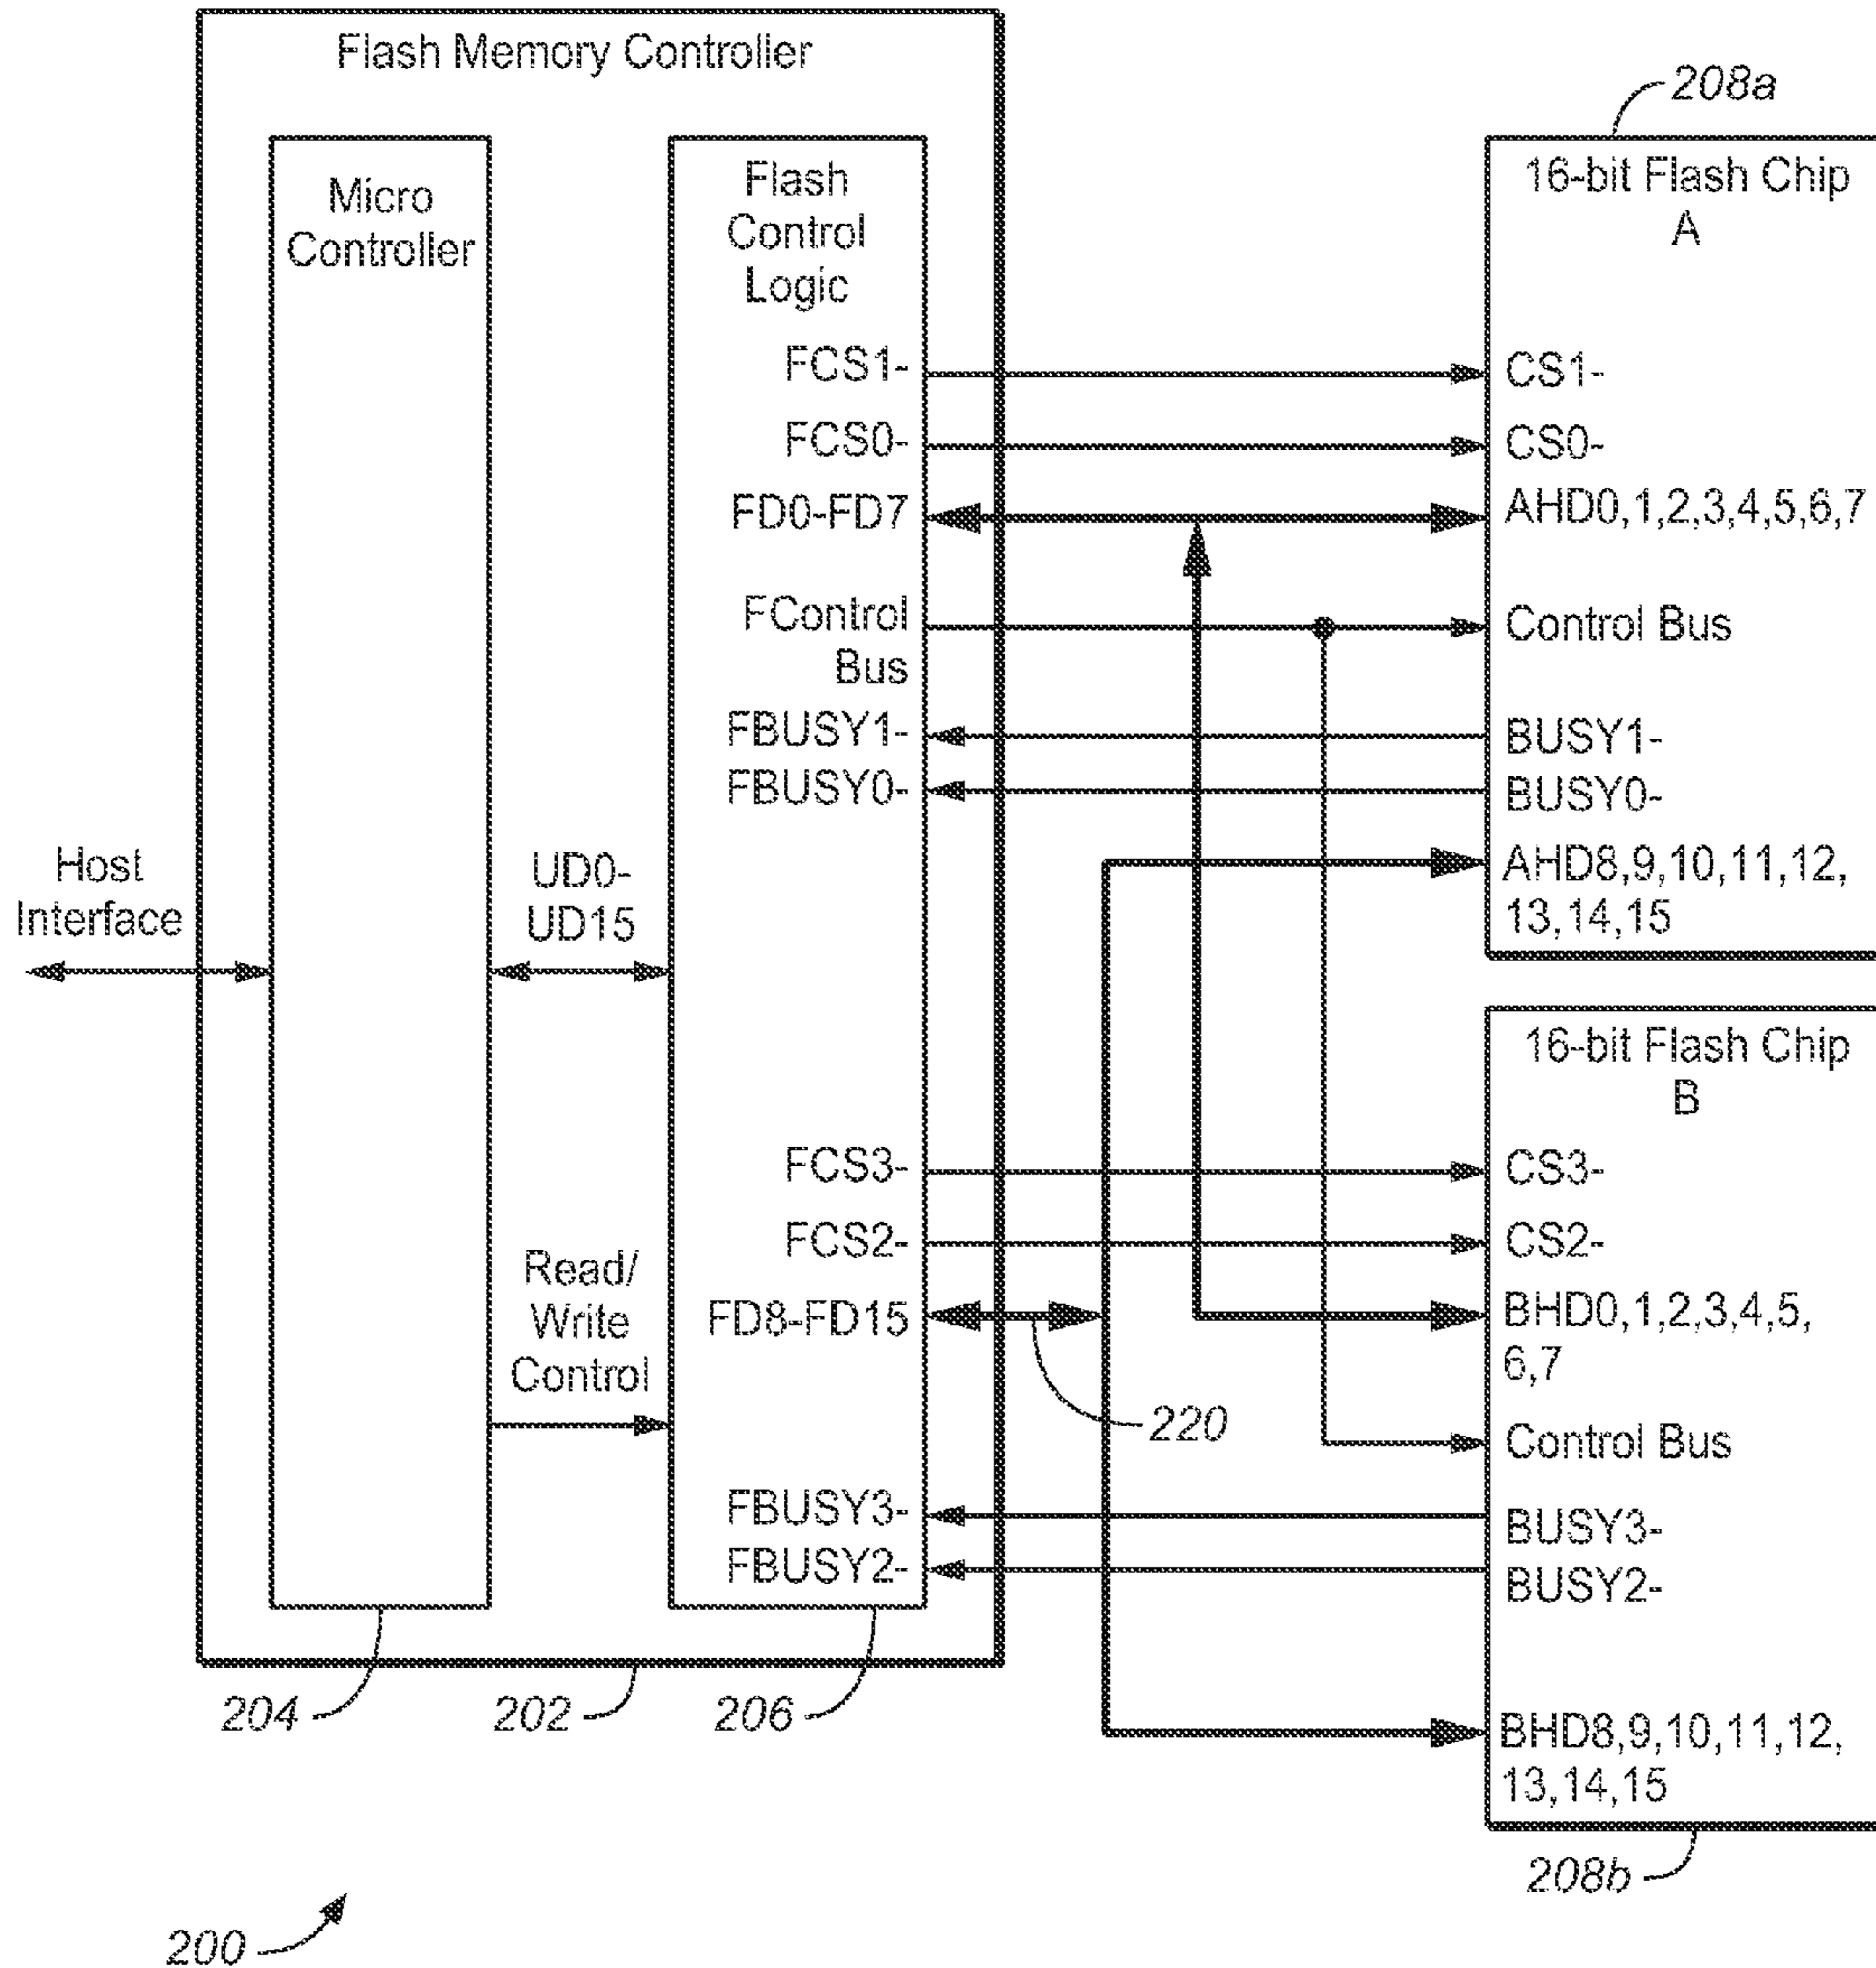 Flash Memory Controller
Micro
Controller
Flash
Control
Logic
FCS1-
FCS0-
FD0-FD7
FControl
Bus
FBUSY1-
FBUSY0-
Host
Interface
UD0-
UD15
FCS3-
FCS2-
Read/
Write
Control
FD8-FD15
FBUSY3-
FBUSY2-
204
202
206
220
208a
16-bit Flash Chip
A
CS1-
CS0-
AHD0,1,2,3,4,5,6,7
Control Bus
BUSY1-
BUSY0-
AHD8,9,10,11,12,
13,14,15
16-bit Flash Chip
B
CS3-
CS2-
BHD0,1,2,3,4,5,
6,7
Control Bus
BUSY3-
BUSY2-
BHD8,9,10,11,12,
13,14,15
208b
200